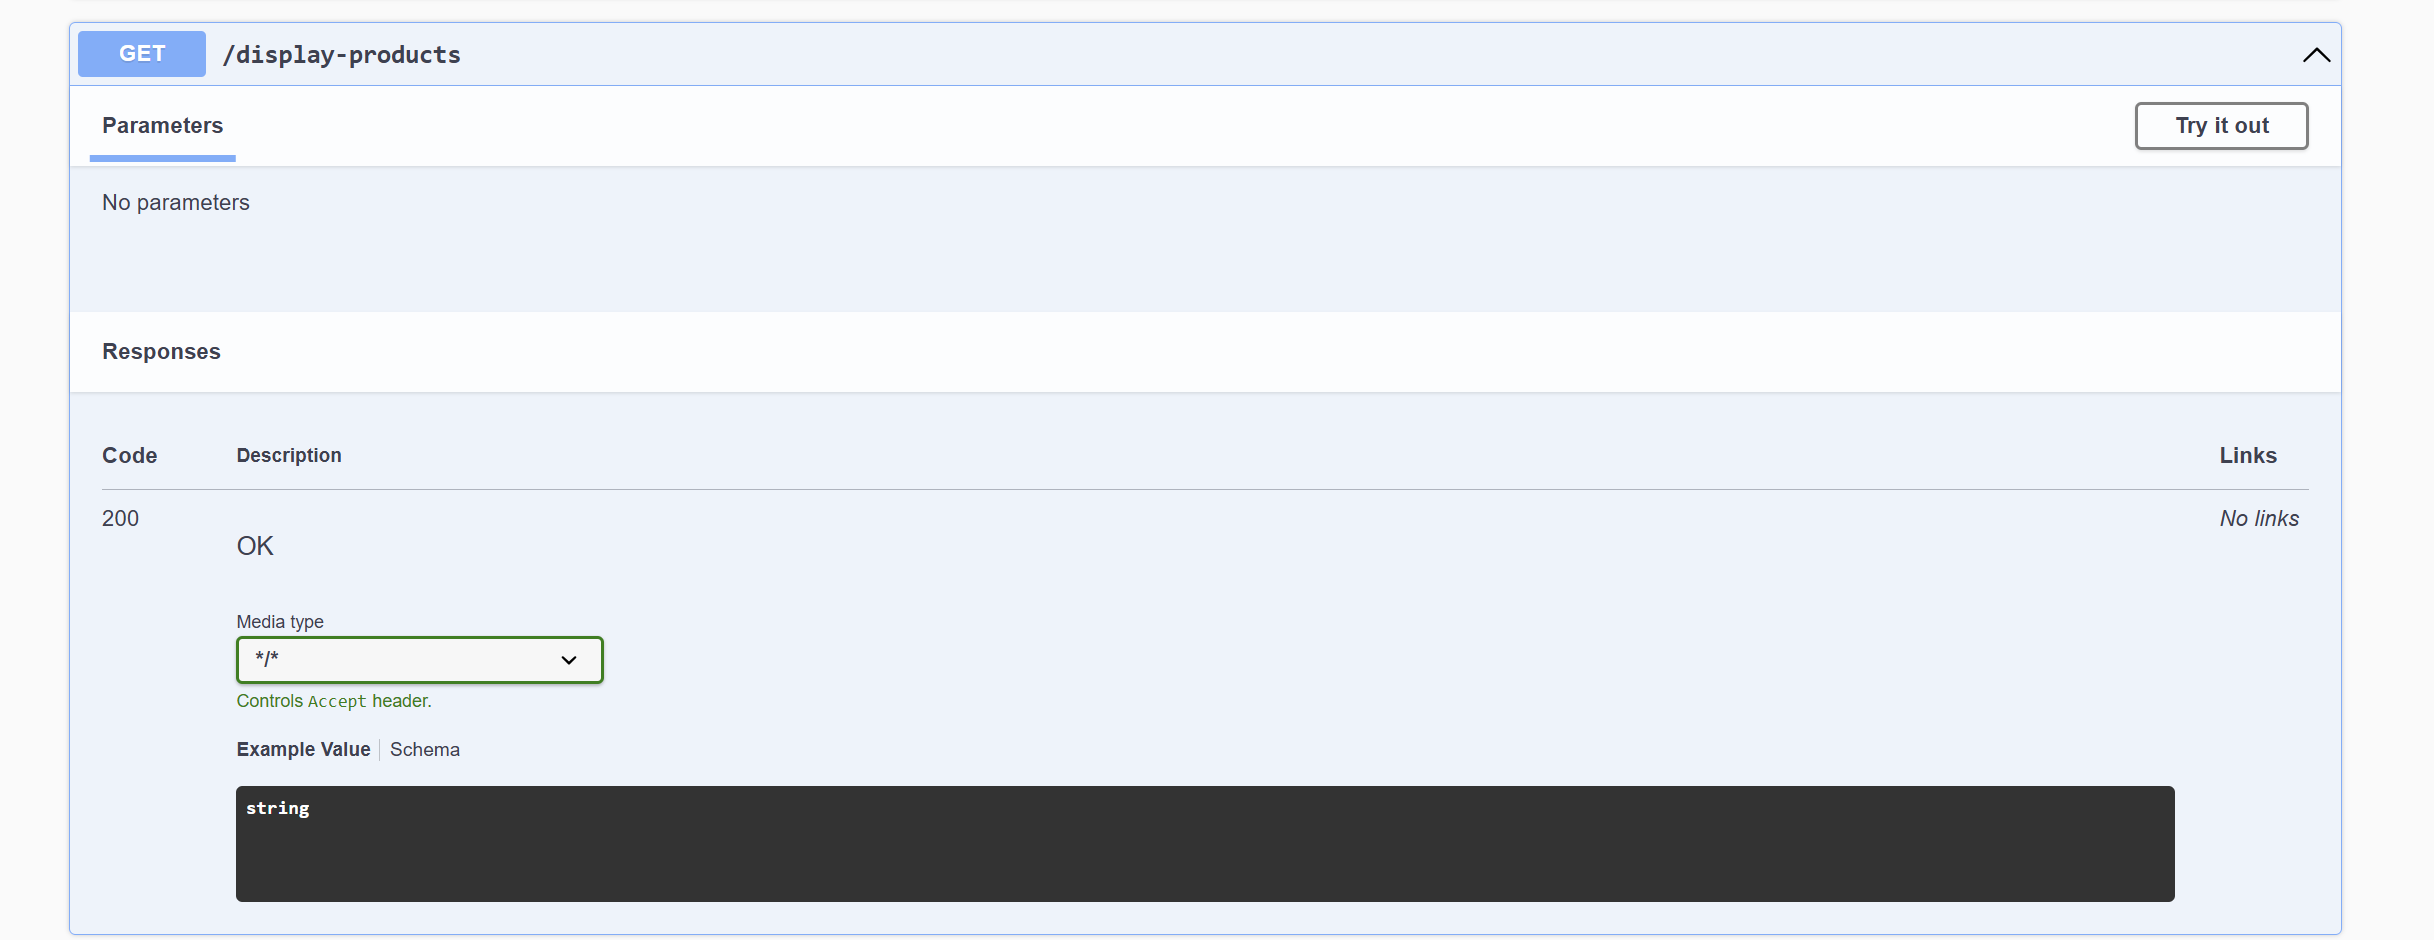 GET /display-products
Parameters
Try it out
No parameters
Responses
Code Description Links
200 No links
OK
Media type
*/*
Controls Accept header.
Example Value Schema
string